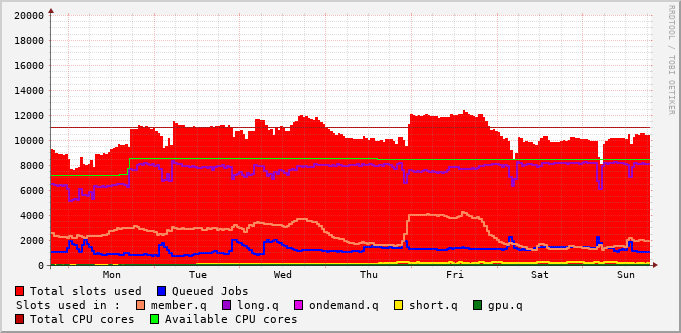 RRDTOOL / TOBI OETIKER
20000
18000
16000
14000
12000
10000
8000
6000
4000
2000
0
Mon Tue Wed Thu Fri Sat Sun
Total slots used Queued Jobs
Slots used in : member.q long.q ondemand.q short.q gpu.q
Total CPU cores Available CPU cores